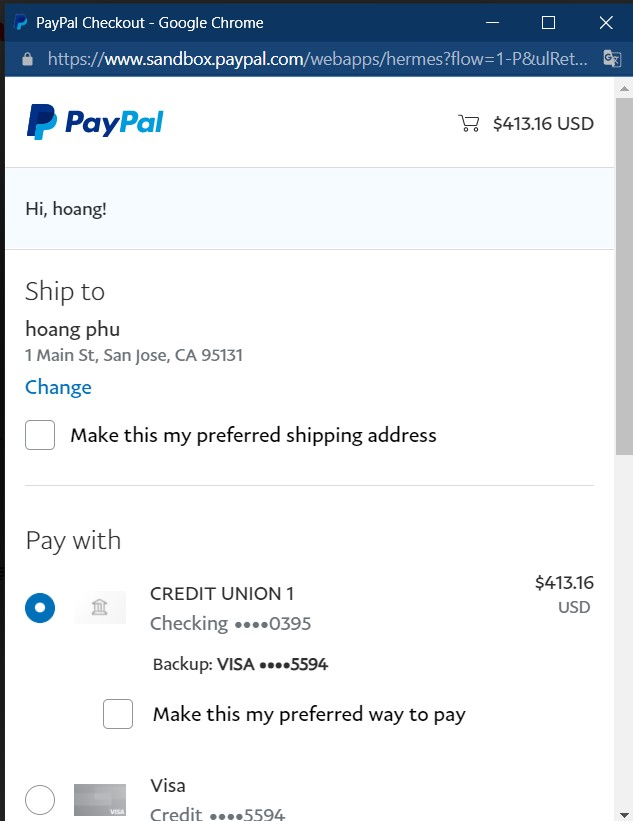 PayPal Checkout - Google Chrome
https://www.sandbox.paypal.com/webapps/hermes?flow=1-P&ulRet...
PayPal
$413.16 USD
Hi, hoang!
Ship to
hoang phu
1 Main St, San Jose, CA 95131
Change
Make this my preferred shipping address
Pay with
CREDIT UNION 1
$413.16
Checking ••••0395
USD
Backup: VISA ••••5594
Make this my preferred way to pay
Visa
VISA
Credit ••••5594